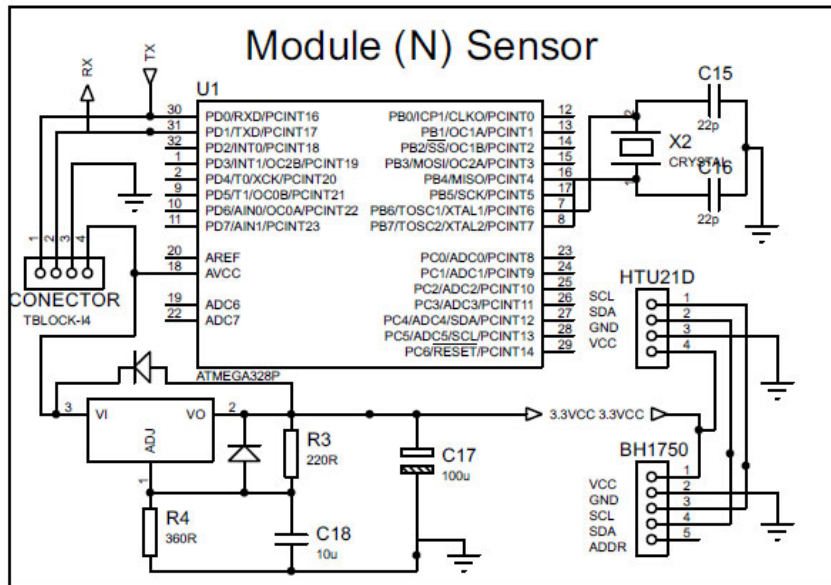 Module (N) Sensor
RX
TX
U1
30 PD0/RXD/PCINT16
31 PD1/TXD/PCINT17
32 PD2/INT0/PCINT18
1 PD3/INT1/OC2B/PCINT19
2 PD4/T0/XCK/PCINT20
9 PD5/T1/OC0B/PCINT21
10 PD6/AIN0/OC0A/PCINT22
11 PD7/AIN1/PCINT23
20 AREF
18 AVCC
19 ADC6
22 ADC7
PB0/ICP1/CLKO/PCINT0 12
PB1/OC1A/PCINT1 13
PB2/SS/OC1B/PCINT2 14
PB3/MOSI/OC2A/PCINT3 15
PB4/MISO/PCINT4 16
PB5/SCK/PCINT5 17
PB6/TOSC1/XTAL1/PCINT6 7
PB7/TOSC2/XTAL2/PCINT7 8
PC0/ADC0/PCINT8 23
PC1/ADC1/PCINT9 24
PC2/ADC2/PCINT10 25
PC3/ADC3/PCINT11 26
PC4/ADC4/SDA/PCINT12 27
PC5/ADC5/SCL/PCINT13 28
PC6/RESET/PCINT14 29
ATMEGA328P
1 2 3 4
CONECTOR
TBLOCK-I4
C15
22p
2
X2
CRYSTAL
1
C16
22p
HTU21D
SCL 1
SDA 2
GND 3
VCC 4
3 VI
VO 2
ADJ
1
R3
220R
R4
360R
C18
10u
C17
100u
3.3VCC 3.3VCC
BH1750
VCC 1
GND 2
SCL 3
SDA 4
ADDR 5